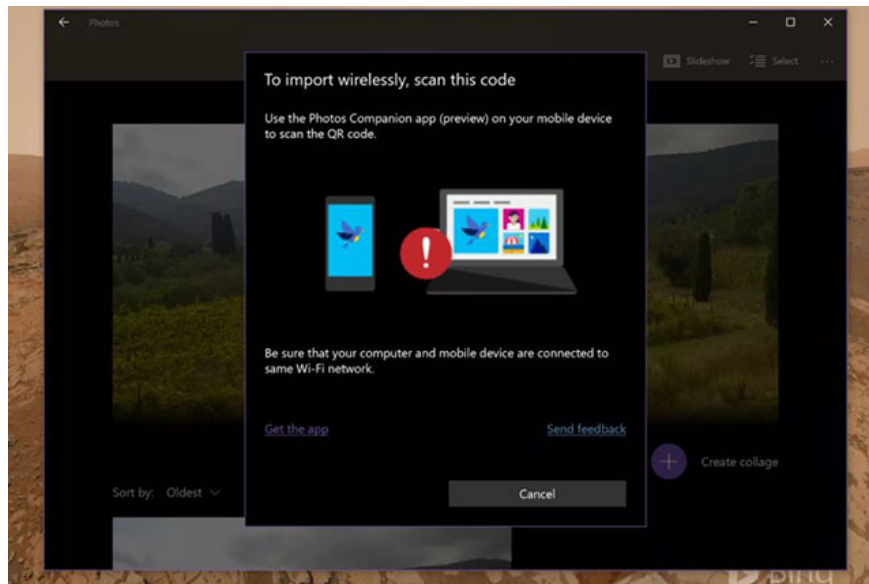 Photos
Slideshow
Select
To import wirelessly, scan this code
Use the Photos Companion app (preview) on your mobile device
to scan the QR code.
Be sure that your computer and mobile device are connected to
same Wi-Fi network.
Get the app
Send feedback
Create collage
Sort by: Oldest
Cancel
Bing